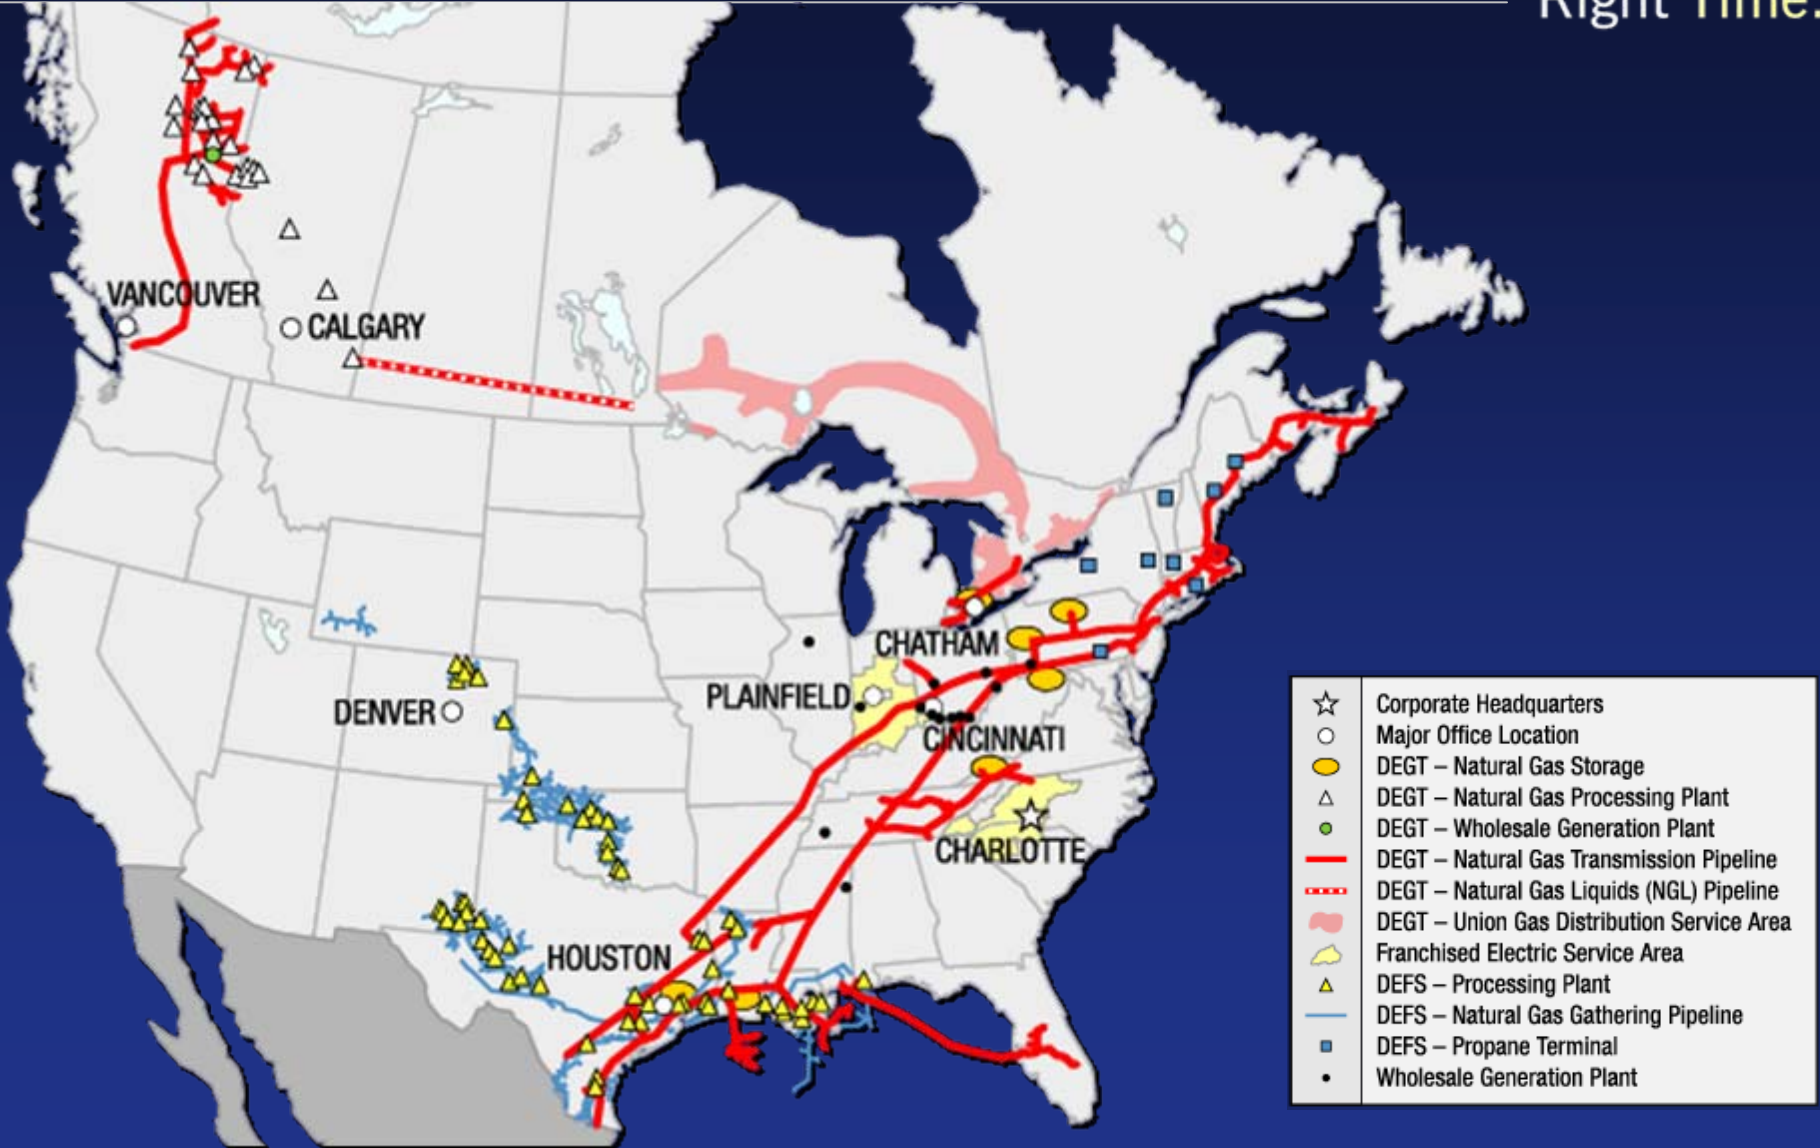 Right Time.
VANCOUVER
CALGARY
CHATHAM
PLAINFIELD
DENVER
CINCINNATI
CHARLOTTE
HOUSTON
Corporate Headquarters
Major Office Location
DEGT – Natural Gas Storage
DEGT – Natural Gas Processing Plant
DEGT – Wholesale Generation Plant
DEGT – Natural Gas Transmission Pipeline
DEGT – Natural Gas Liquids (NGL) Pipeline
DEGT – Union Gas Distribution Service Area
Franchised Electric Service Area
DEFS – Processing Plant
DEFS – Natural Gas Gathering Pipeline
DEFS – Propane Terminal
Wholesale Generation Plant